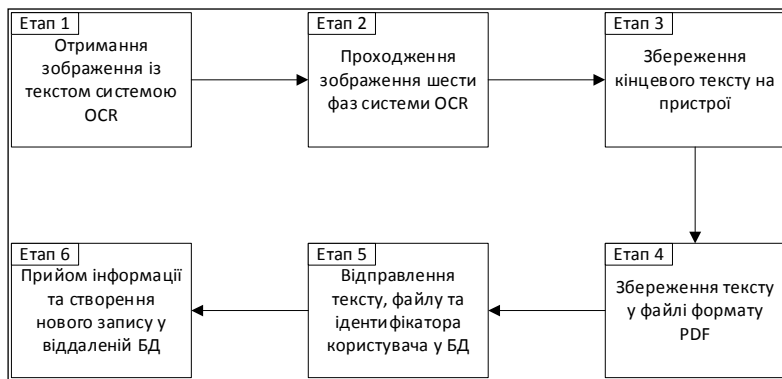 Етап 1
Отримання
зображення із
текстом системою
OCR
Етап 2
Проходження
зображення шести
фаз системи OCR
Етап 3
Збереження
кінцевого тексту на
пристрої
Етап 4
Збереження тексту
у файлі формату
PDF
Етап 5
Відправлення
тексту, файлу та
ідентифікатора
користувача у БД
Етап 6
Прийом інформації
та створення
нового запису у
віддаленій БД